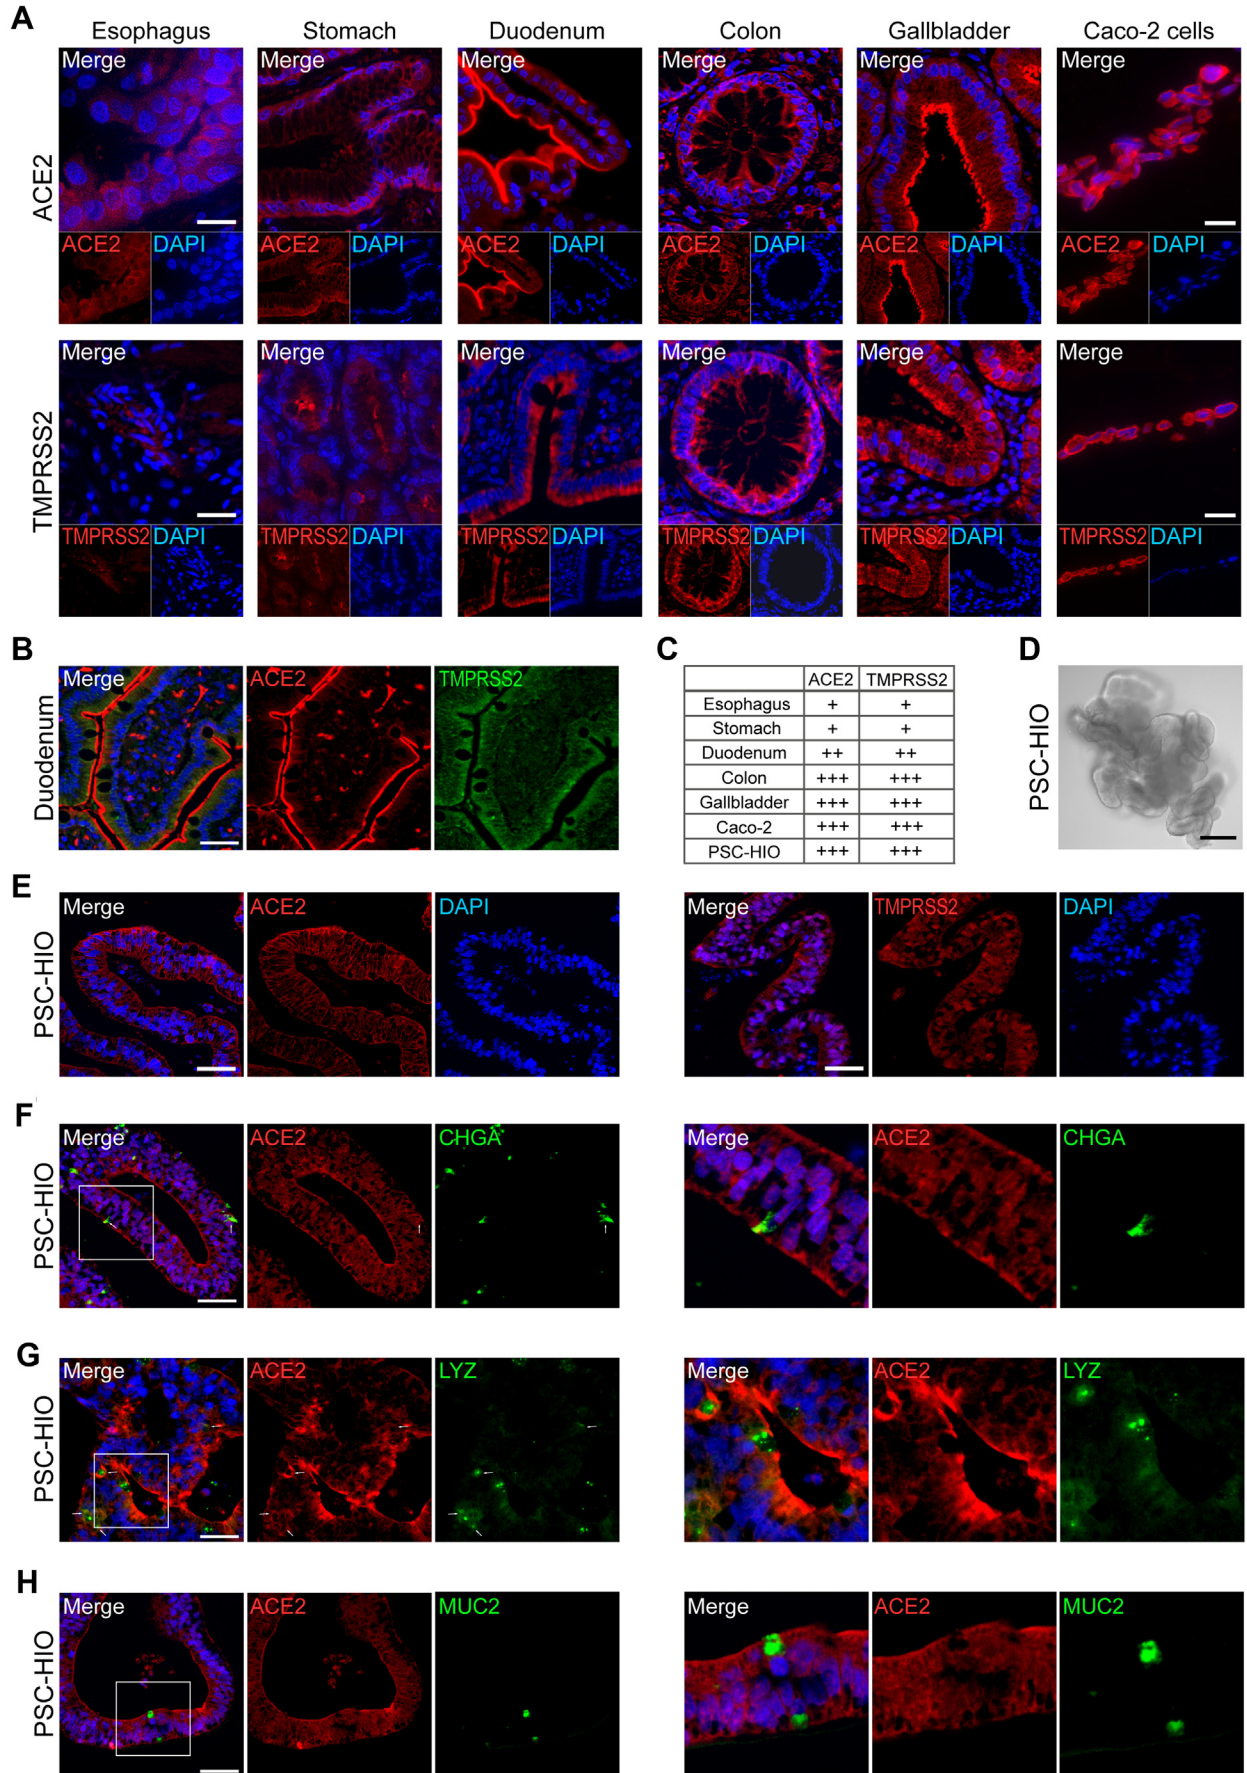 A
Esophagus Stomach Duodenum Colon Gallbladder Caco-2 cells
ACE2
Merge Merge Merge Merge Merge Merge
ACE2 DAPI ACE2 DAPI ACE2 DAPI ACE2 DAPI ACE2 DAPI ACE2 DAPI
TMPRSS2
Merge Merge Merge Merge Merge Merge
TMPRSS2 DAPI TMPRSS2 DAPI TMPRSS2 DAPI TMPRSS2 DAPI TMPRSS2 DAPI TMPRSS2 DAPI
B
Duodenum
Merge ACE2 TMPRSS2
C
ACE2 TMPRSS2
Esophagus + +
Stomach + +
Duodenum ++ ++
Colon +++ +++
Gallbladder +++ +++
Caco-2 +++ +++
PSC-HIO +++ +++
D
PSC-HIO
E
PSC-HIO
Merge ACE2 DAPI Merge TMPRSS2 DAPI
F
PSC-HIO
Merge ACE2 CHGA Merge ACE2 CHGA
G
PSC-HIO
Merge ACE2 LYZ Merge ACE2 LYZ
H
PSC-HIO
Merge ACE2 MUC2 Merge ACE2 MUC2